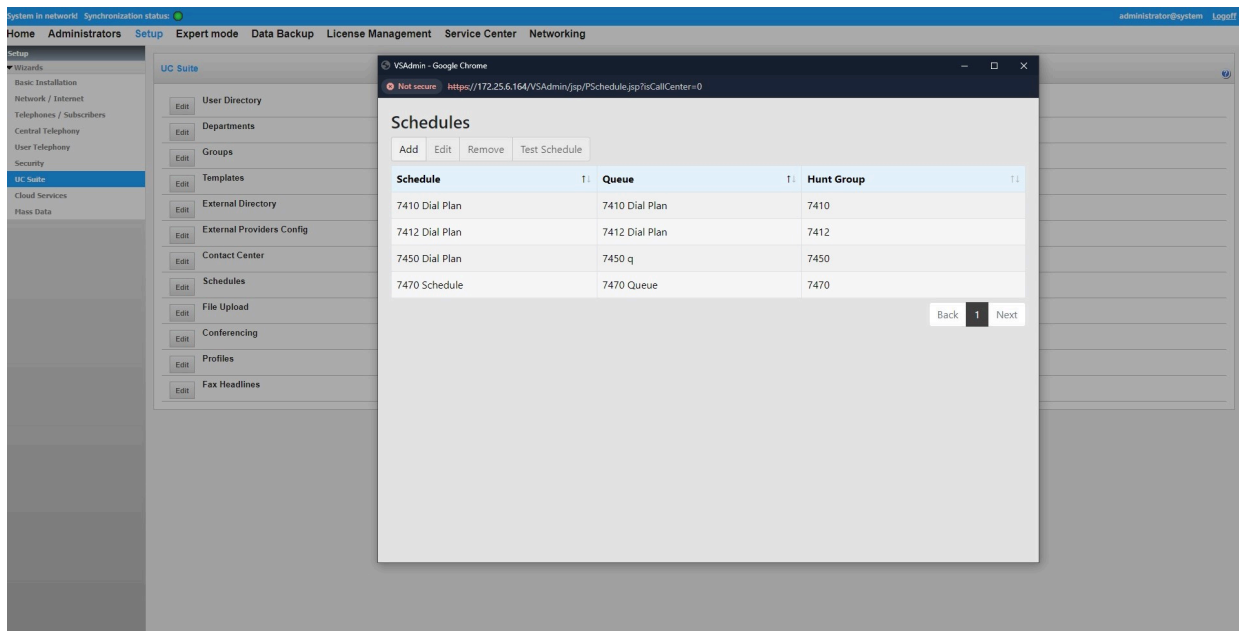 System in network! Synchronization status:
administrator@system Logoff
Home Administrators Setup Expert mode Data Backup License Management Service Center Networking
Setup
Wizards
Basic Installation
Network / Internet
Telephones / Subscribers
Central Telephony
User Telephony
Security
UC Suite
Cloud Services
Mass Data
UC Suite
Edit User Directory
Edit Departments
Edit Groups
Edit Templates
Edit External Directory
Edit External Providers Config
Edit Contact Center
Edit Schedules
Edit File Upload
Edit Conferencing
Edit Profiles
Edit Fax Headlines
VSAdmin - Google Chrome
Not secure https://172.25.6.164/VSAdmin/jsp/PSchedule.jsp?isCallCenter=0
Schedules
Add Edit Remove Test Schedule
Schedule Queue Hunt Group
7410 Dial Plan 7410 Dial Plan 7410
7412 Dial Plan 7412 Dial Plan 7412
7450 Dial Plan 7450 q 7450
7470 Schedule 7470 Queue 7470
Back 1 Next